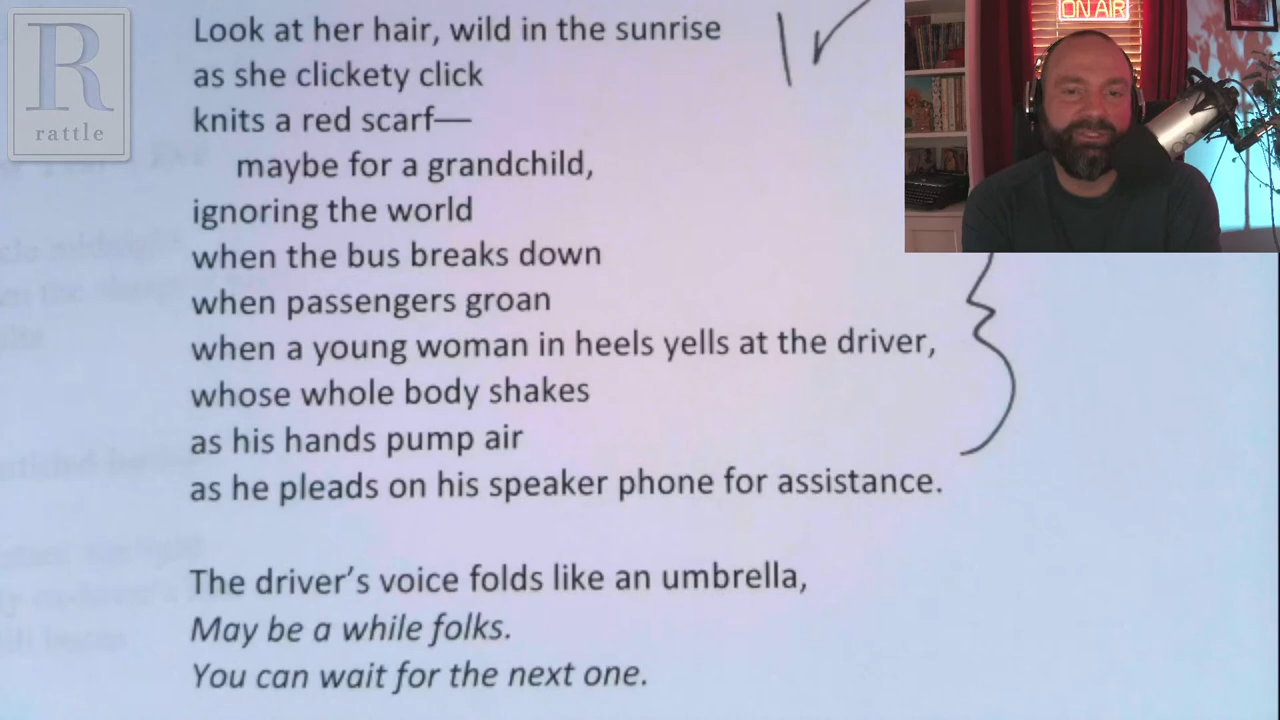 R
rattle
ON AIR
Look at her hair, wild in the sunrise
as she clickety click
knits a red scarf—
maybe for a grandchild,
ignoring the world
when the bus breaks down
when passengers groan
when a young woman in heels yells at the driver,
whose whole body shakes
as his hands pump air
as he pleads on his speaker phone for assistance.
The driver’s voice folds like an umbrella,
May be a while folks.
You can wait for the next one.